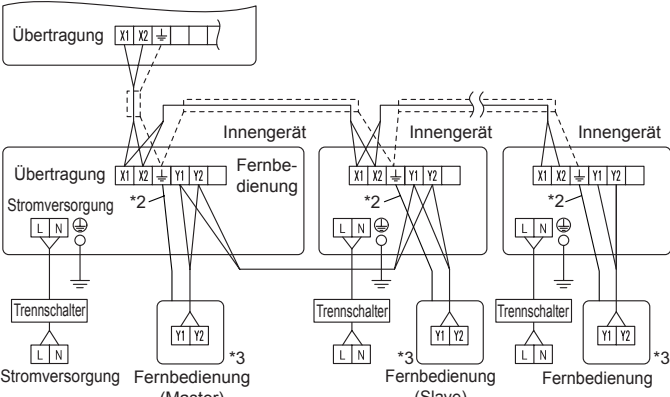 Übertragung X1 X2
Innengerät Innengerät Innengerät
Übertragung X1 X2 Y1 Y2 Fernbe-
dienung
X1 X2 Y1 Y2
X1 X2 Y1 Y2
*2 *2 *2
Stromversorgung
L N L N L N
Trennschalter Trennschalter Trennschalter
Y1 Y2 Y1 Y2 Y1 Y2
L N *3 L N *3 L N *3
Stromversorgung Fernbedienung Fernbedienung Fernbedienung
(Master) (Slave)